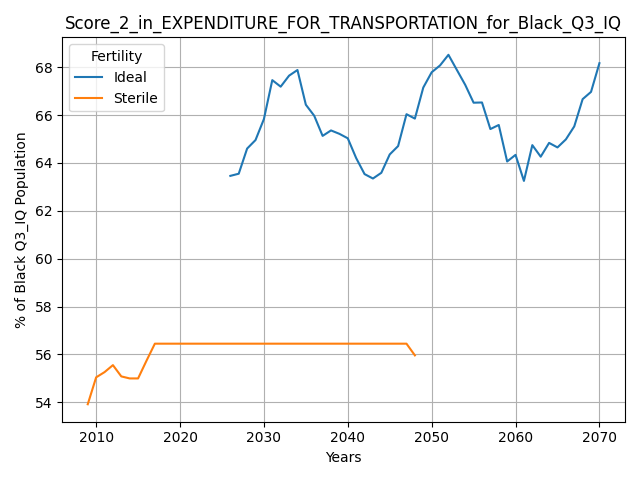 Score_2_in_EXPENDITURE_FOR_TRANSPORTATION_for_Black_Q3_IQ
Fertility
Ideal
Sterile
% of Black Q3_IQ Population
68
66
64
62
60
58
56
54
2010
2020
2030
2040
2050
2060
2070
Years